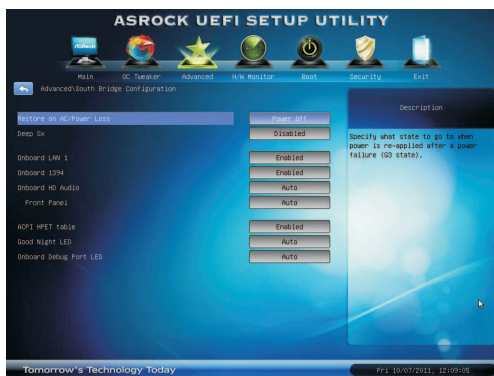 ASROCK UEFI SETUP UTILITY
ASRock
Main OC Tweaker Advanced H/W Monitor Boot Security Exit
Advanced\South Bridge Configuration
Description
Restore on AC/Power Loss Power Off
Deep Sx Disabled
Specify what state to go to when
power is re-applied after a power
failure (G3 state).
Onboard LAN 1 Enabled
Onboard 1394 Enabled
Onboard HD Audio Auto
Front Panel Auto
ACPI HPET table Enabled
Good Night LED Auto
Onboard Debug Port LED Auto
Tomorrow's Technology Today
Fri 10/07/2011, 12:09:05